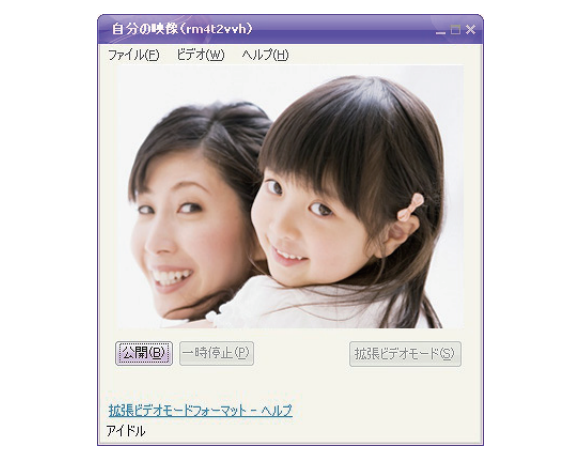 自分の映像(rm4t2vvh)
ファイル(F) ビデオ(W) ヘルプ(H)
公開(B) 一時停止(P) 拡張ビデオモード(S)
拡張ビデオモードフォーマット - ヘルプ
アイドル